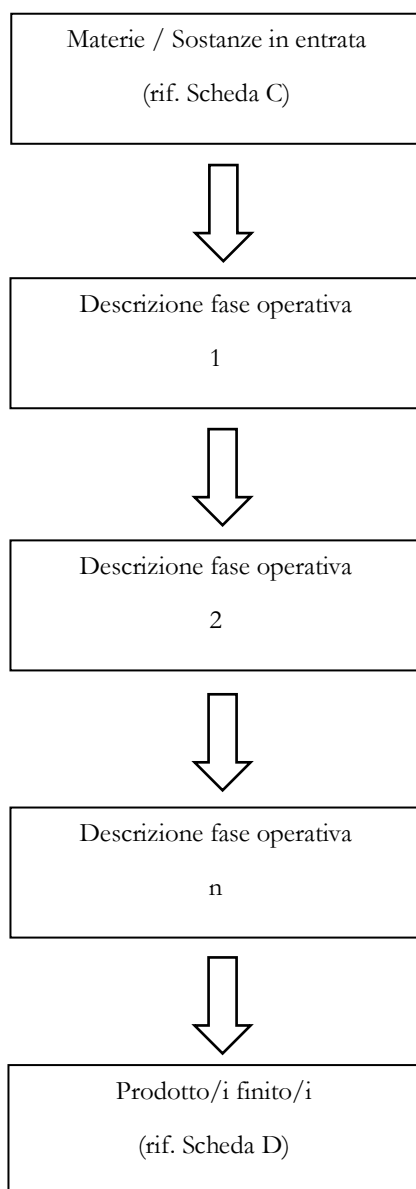 Materie / Sostanze in entrata
(rif. Scheda C)
Descrizione fase operativa
1
Descrizione fase operativa
2
Descrizione fase operativa
n
Prodotto/i finito/i
(rif. Scheda D)